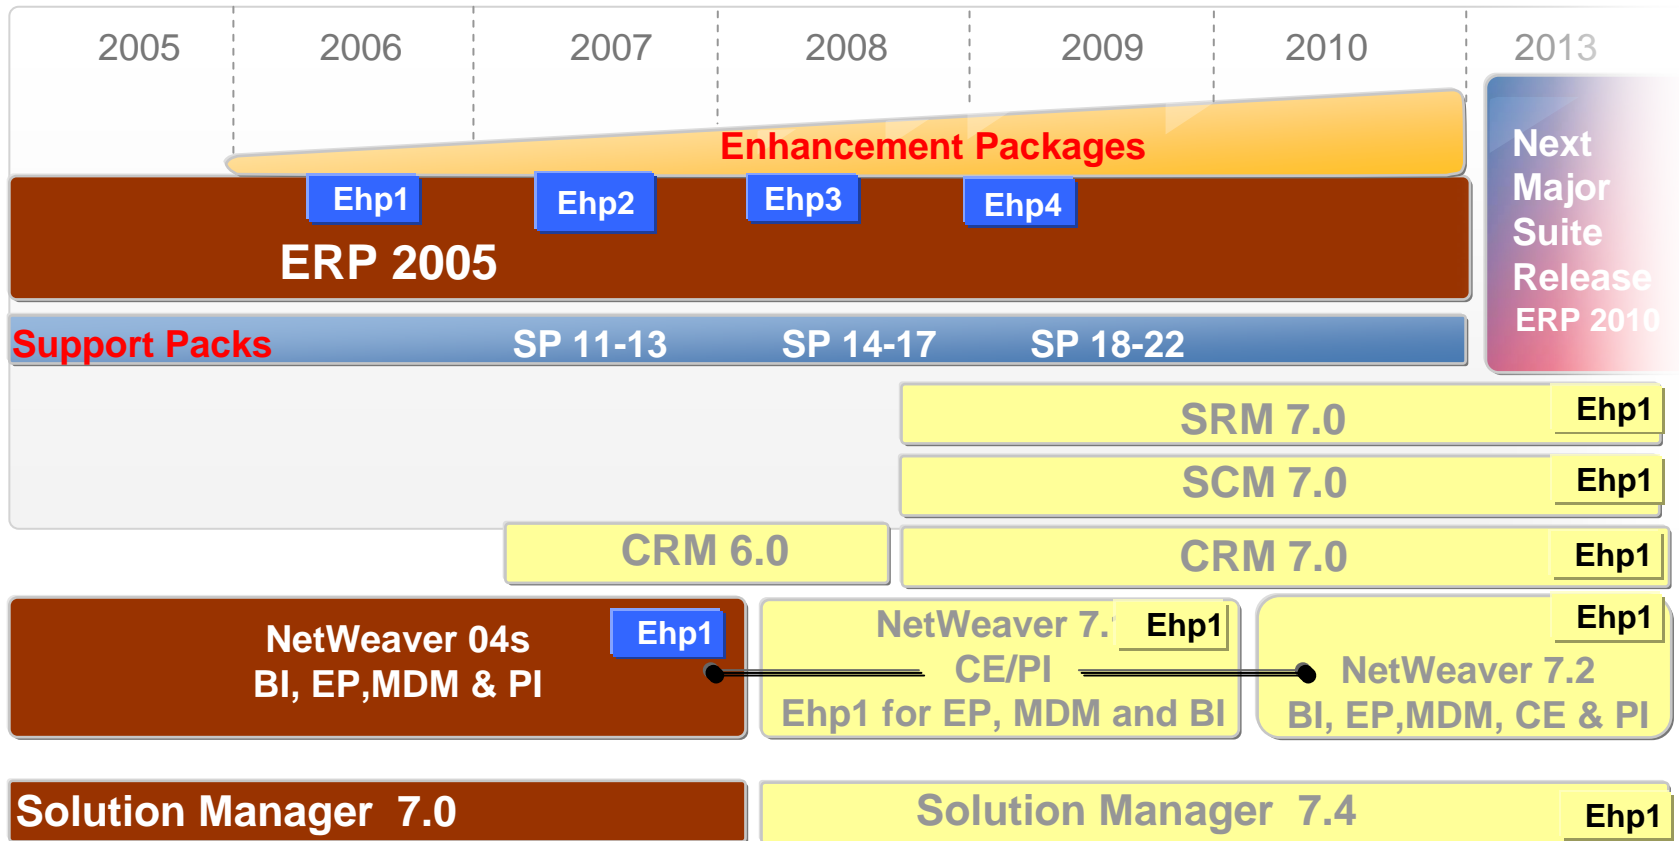 2005 2006 2007 2008 2009 2010 2013
Enhancement Packages
Ehp1 Ehp2 Ehp3 Ehp4
ERP 2005
Next
Major
Suite
Release
ERP 2010
Support Packs SP 11-13 SP 14-17 SP 18-22
SRM 7.0 Ehp1
SCM 7.0 Ehp1
CRM 6.0 CRM 7.0 Ehp1
NetWeaver 04s Ehp1
BI, EP,MDM & PI
NetWeaver 7. Ehp1
CE/PI
Ehp1 for EP, MDM and BI
Ehp1
NetWeaver 7.2
BI, EP,MDM, CE & PI
Solution Manager 7.0 Solution Manager 7.4 Ehp1